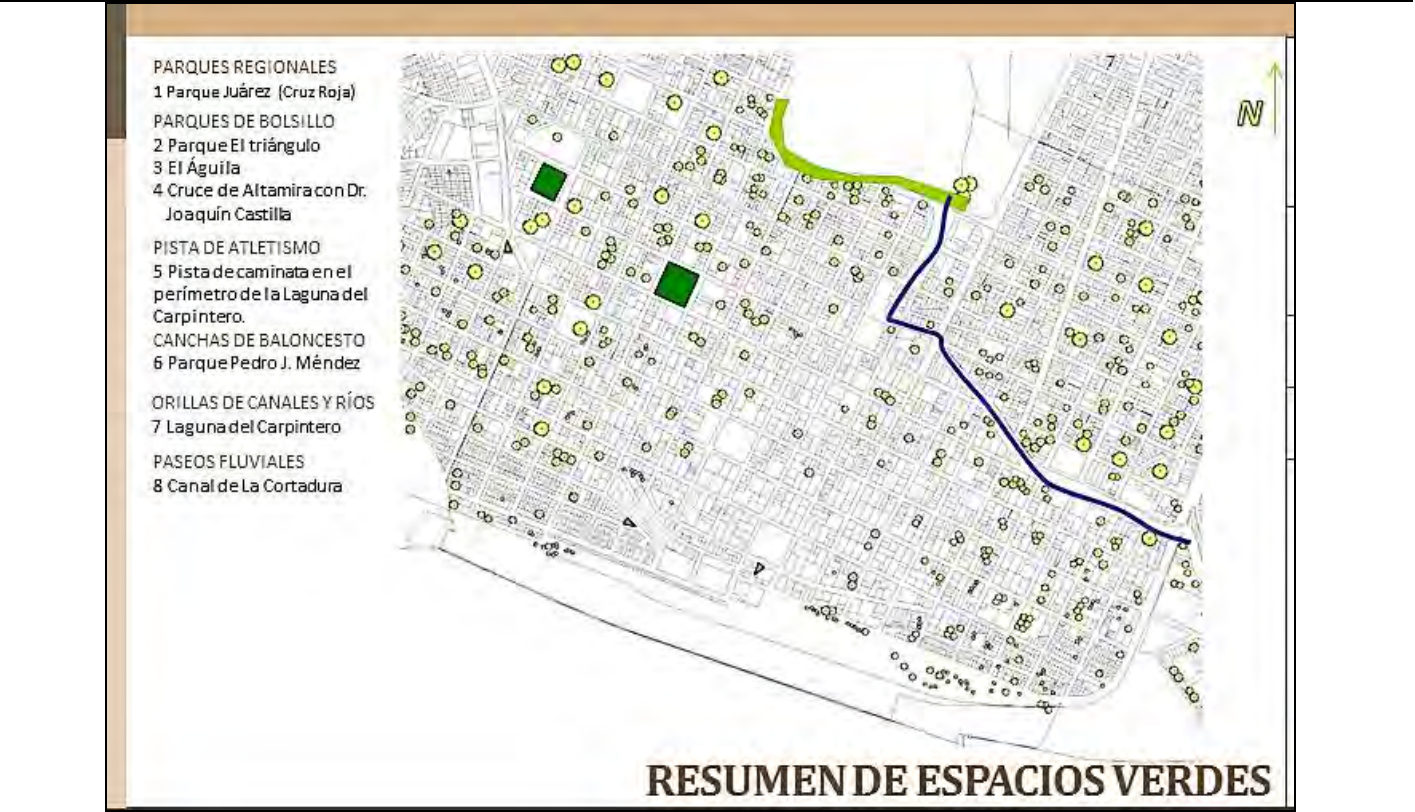 PARQUES REGIONALES
1 Parque Juárez (Cruz Roja)
PARQUES DE BOLSILLO
2 Parque El triángulo
3 El Águila
4 Cruce de Altamira con Dr.
Joaquín Castilla
PISTA DE ATLETISMO
5 Pista de caminata en el
perímetro de la Laguna del
Carpintero.
CANCHAS DE BALONCESTO
6 Parque Pedro J. Méndez
ORILLAS DE CANALES Y RÍOS
7 Laguna del Carpintero
PASEOS FLUVIALES
8 Canal de La Cortadura
N
RESUMEN DE ESPACIOS VERDES